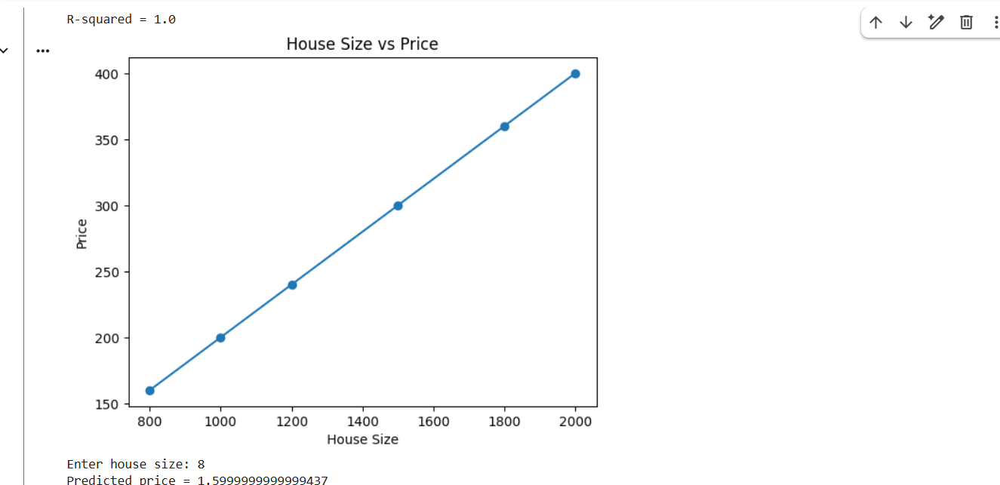 R-squared = 1.0
House Size vs Price
400
350
300
250
200
150
Price
800 1000 1200 1400 1600 1800 2000
House Size
Enter house size: 8
Predicted price = 1.5999999999999437